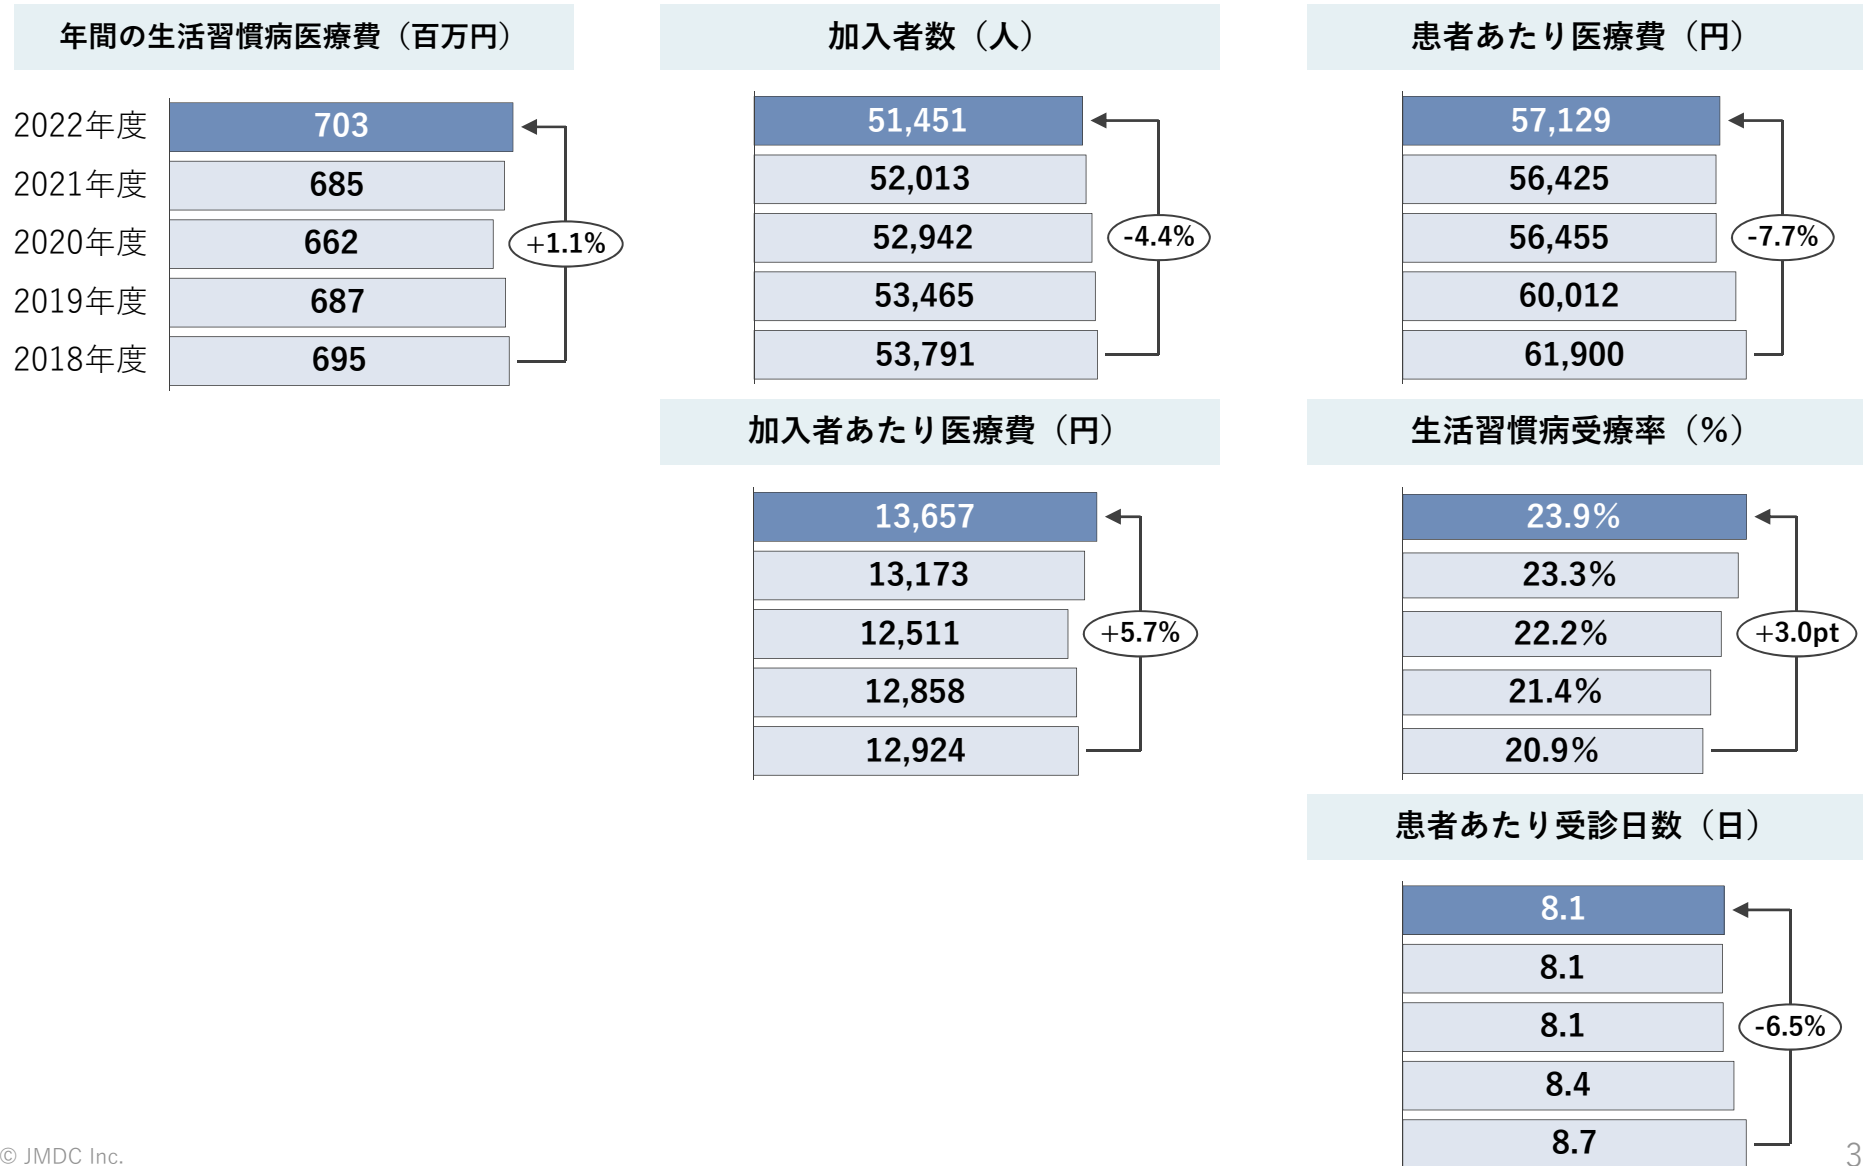 年間の生活習慣病医療費（百万円）
2022年度 703
2021年度 685
2020年度 662
2019年度 687
2018年度 695
+1.1%
加入者数（人）
51,451
52,013
52,942
53,465
53,791
-4.4%
患者あたり医療費（円）
57,129
56,425
56,455
60,012
61,900
-7.7%
加入者あたり医療費（円）
13,657
13,173
12,511
12,858
12,924
+5.7%
生活習慣病受療率（%）
23.9%
23.3%
22.2%
21.4%
20.9%
+3.0pt
患者あたり受診日数（日）
8.1
8.1
8.1
8.4
8.7
-6.5%
© JMDC Inc.
3